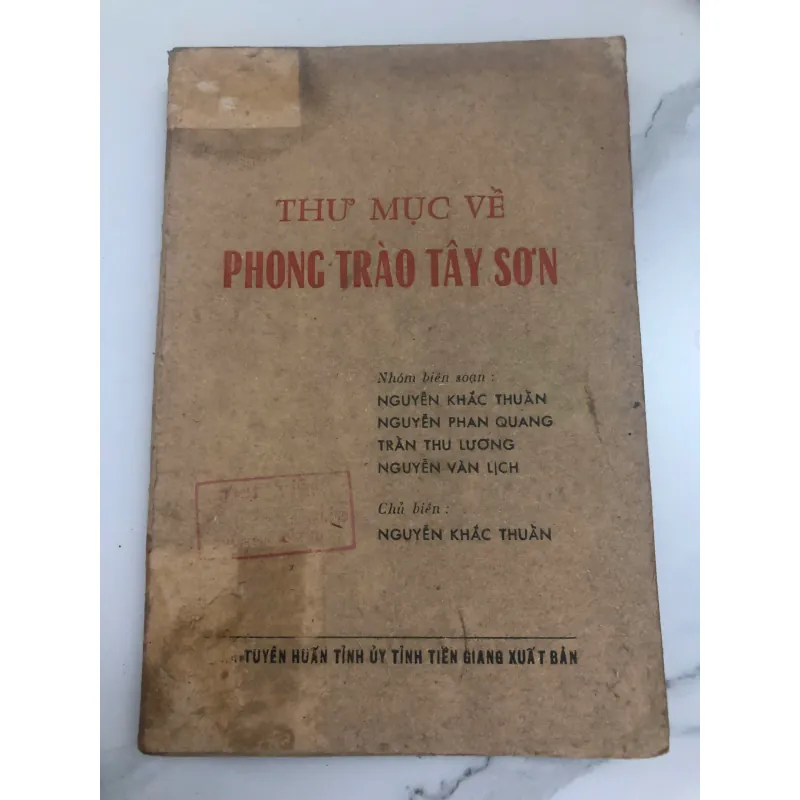 THƯ MỤC VỀ
PHONG TRÀO TÂY SƠN
Nhóm biên soạn :
NGUYỄN KHẮC THUẦN
NGUYỄN PHAN QUANG
TRẦN THU LƯƠNG
NGUYỄN VĂN LỊCH
Chủ biên :
NGUYỄN KHẮC THUẦN
TUYÊN HUẤN TỈNH ỦY TỈNH TIỀN GIANG XUẤT BẢN